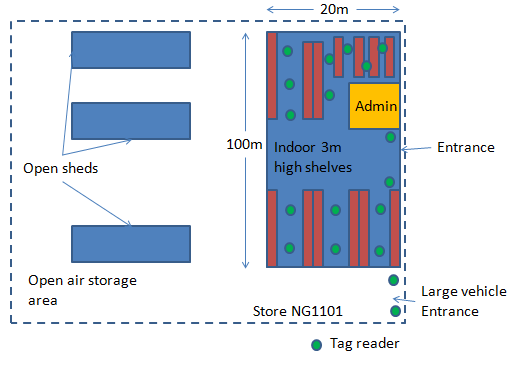 20m
Admin
100m
Indoor 3m
high shelves
Entrance
Open sheds
Open air storage
area
Large vehicle
Entrance
Store NG1101
Tag reader